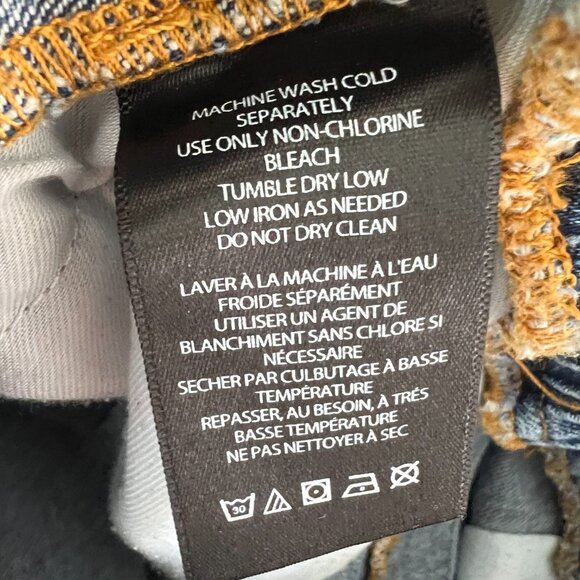 MACHINE WASH COLD
SEPARATELY
USE ONLY NON-CHLORINE
BLEACH
TUMBLE DRY LOW
LOW IRON AS NEEDED
DO NOT DRY CLEAN
LAVER À LA MACHINE À L'EAU
FROIDE SÉPARÉMENT
UTILISER UN AGENT DE
BLANCHIMENT SANS CHLORE SI
NÉCESSAIRE
SECHER PAR CULBUTAGE À BASSE
TEMPÉRATURE
REPASSER, AU BESOIN, À TRÉS
BASSE TEMPÉRATURE
NE PAS NETTOYER À SEC
30